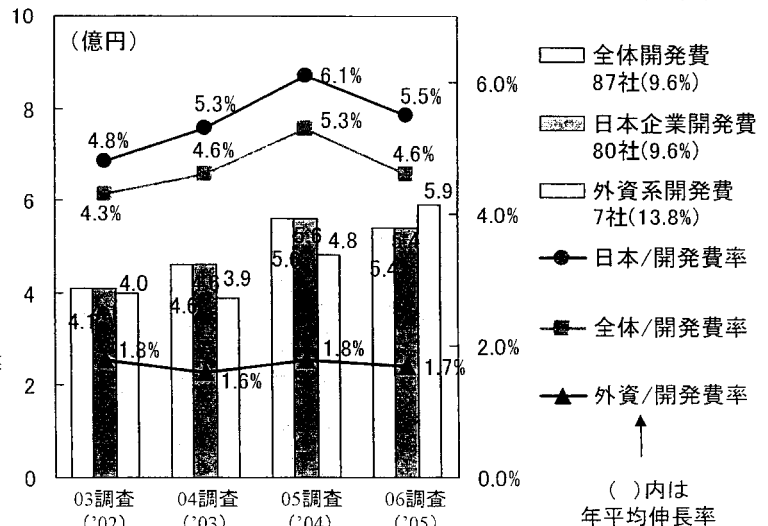 10
(億円)
8
6
4
2
0
6.0%
4.0%
2.0%
0.0%
4.8%
5.3%
6.1%
5.5%
4.3%
4.6%
5.3%
4.6%
4.0
3.9
4.8
5.9
4.6
5.6
5.4
1.8%
1.6%
1.8%
1.7%
03調査
('02)
04調査
('03)
05調査
('04)
06調査
('05)
全体開発費
87社(9.6%)
日本企業開発費
80社(9.6%)
外資系開発費
7社(13.8%)
日本/開発費率
全体/開発費率
外資/開発費率
( )内は
年平均伸長率